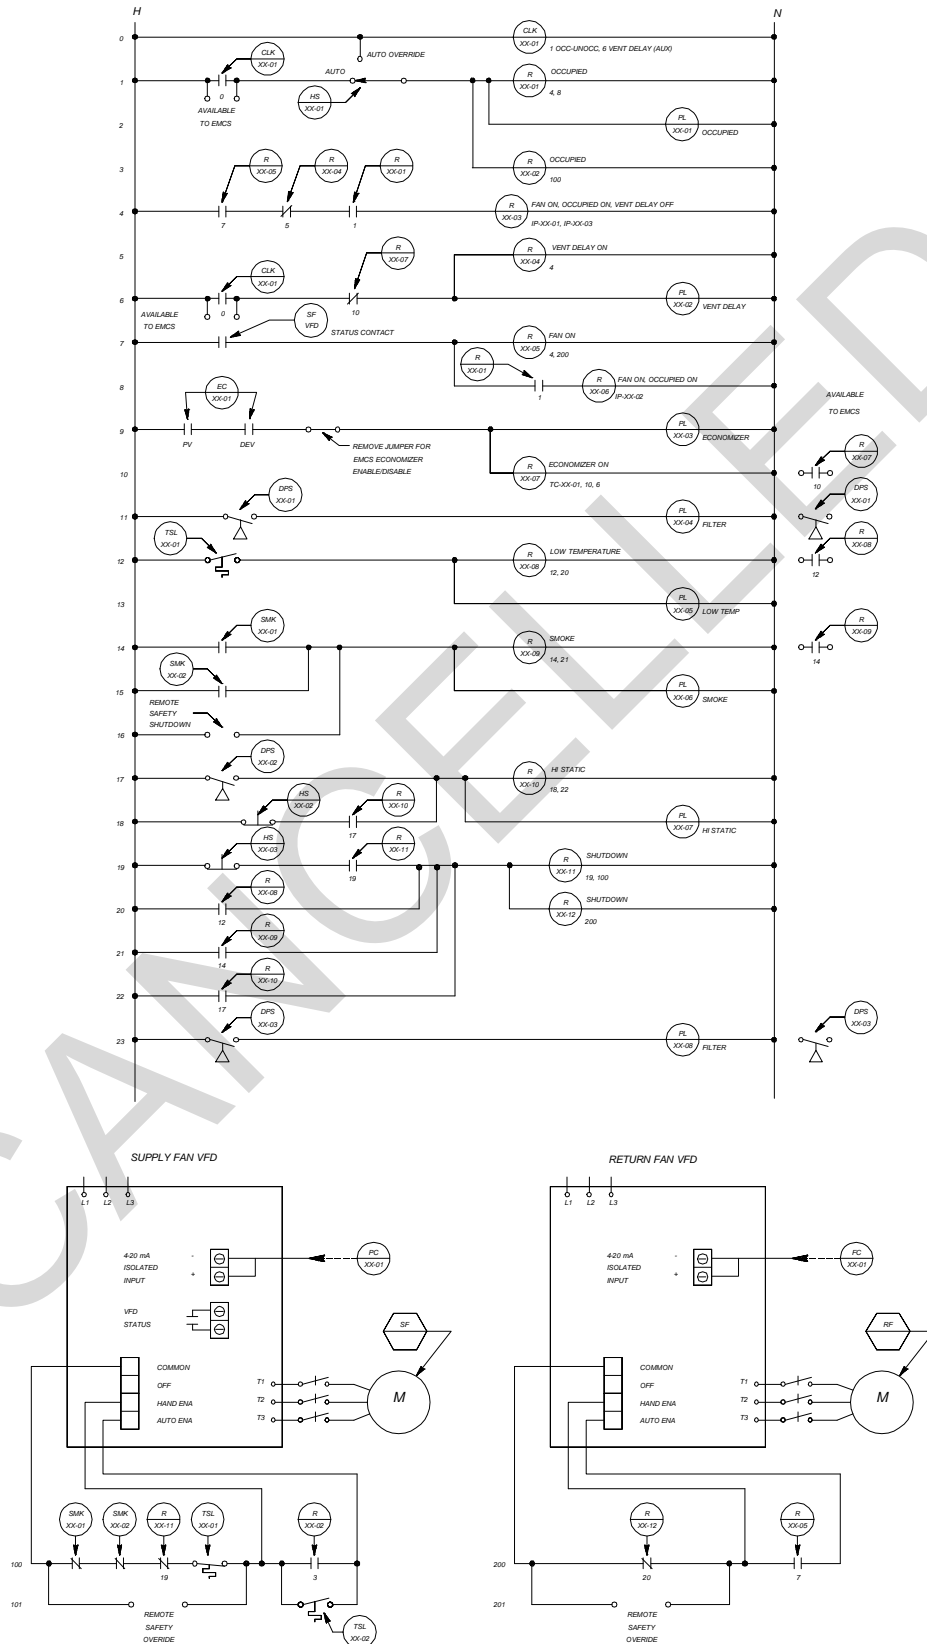 H
N
0
CLK
XX-01
1 OCC-UNOCC, 6 VENT DELAY (AUX)
AUTO OVERRIDE
CLK
XX-01
AUTO
1
0
HS
XX-01
R
XX-01
OCCUPIED
4, 8
AVAILABLE
TO EMCS
2
PL
XX-01
OCCUPIED
3
R
XX-05
R
XX-04
R
XX-01
R
XX-02
OCCUPIED
100
4
7
5
1
R
XX-03
FAN ON, OCCUPIED ON, VENT DELAY OFF
IP-XX-01, IP-XX-03
5
R
XX-07
R
XX-04
VENT DELAY ON
4
CLK
XX-01
6
0
10
PL
XX-02
VENT DELAY
AVAILABLE
TO EMCS
SF
VFD
STATUS CONTACT
7
R
XX-05
FAN ON
4, 200
R
XX-01
8
1
R
XX-06
FAN ON, OCCUPIED ON
IP-XX-02
EC
XX-01
AVAILABLE
TO EMCS
9
PV
DEV
REMOVE JUMPER FOR
EMCS ECONOMIZER
ENABLE/DISABLE
PL
XX-03
ECONOMIZER
10
R
XX-07
ECONOMIZER ON
TC-XX-01, 10, 6
R
XX-07
10
DPS
XX-01
11
PL
XX-04
FILTER
DPS
XX-01
TSL
XX-01
12
R
XX-08
LOW TEMPERATURE
12, 20
R
XX-08
12
13
PL
XX-05
LOW TEMP
SMK
XX-01
14
R
XX-09
SMOKE
14, 21
R
XX-09
14
SMK
XX-02
15
PL
XX-06
SMOKE
REMOTE
SAFETY
SHUTDOWN
16
DPS
XX-02
17
R
XX-10
HI STATIC
18, 22
HS
XX-02
R
XX-10
18
17
PL
XX-07
HI STATIC
HS
XX-03
R
XX-11
19
19
R
XX-11
SHUTDOWN
19, 100
R
XX-08
20
12
R
XX-12
SHUTDOWN
200
R
XX-09
21
14
R
XX-10
22
17
DPS
XX-03
23
PL
XX-08
FILTER
DPS
XX-03
CANCELLED
SUPPLY FAN VFD
L1
L2
L3
4-20 mA
ISOLATED
INPUT
-
+
PC
XX-01
VFD
STATUS
SF
COMMON
OFF
HAND ENA
AUTO ENA
T1
T2
T3
M
SMK
XX-01
SMK
XX-02
R
XX-11
TSL
XX-01
R
XX-02
100
19
3
101
REMOTE
SAFETY
OVERIDE
TSL
XX-02
RETURN FAN VFD
L1
L2
L3
4-20 mA
ISOLATED
INPUT
-
+
FC
XX-01
RF
COMMON
OFF
HAND ENA
AUTO ENA
T1
T2
T3
M
R
XX-12
R
XX-05
200
20
7
201
REMOTE
SAFETY
OVERIDE